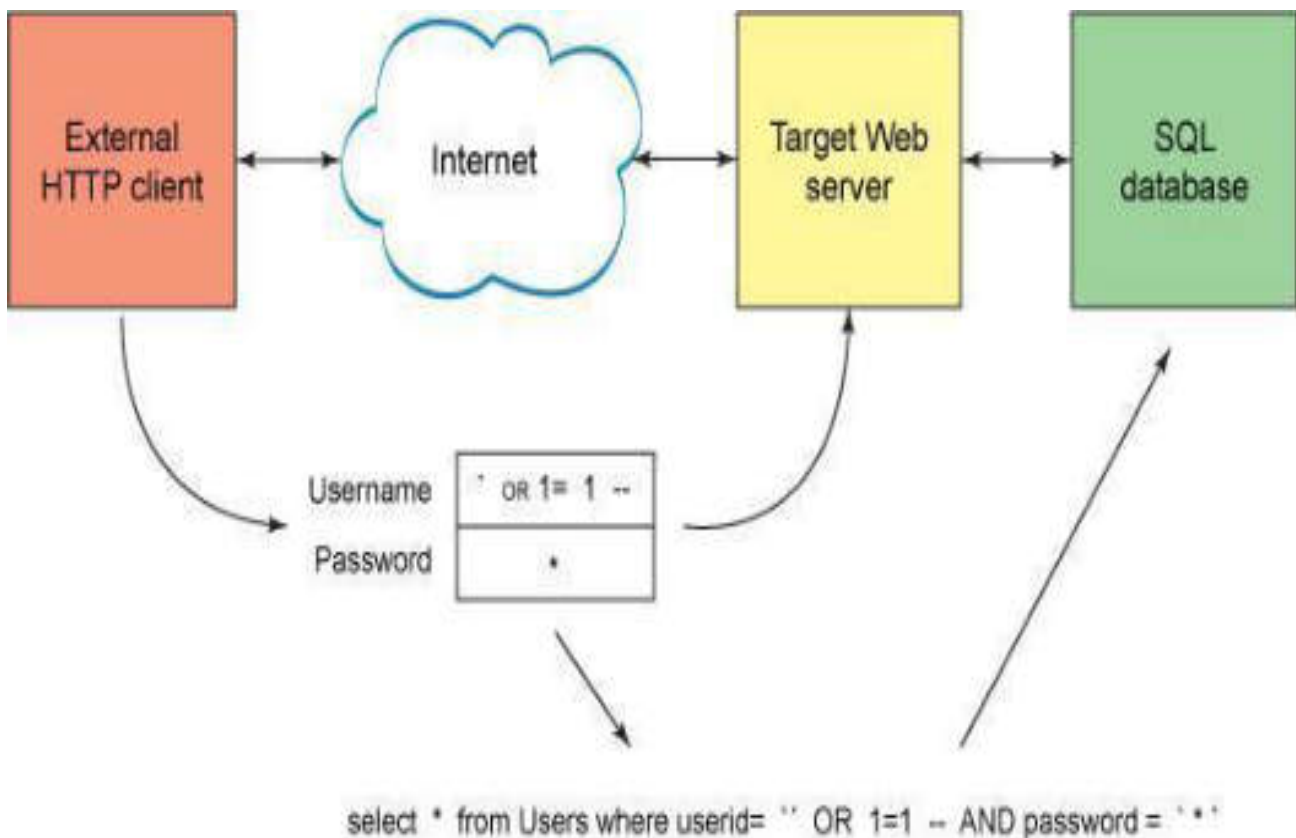 External
HTTP client
Internet
Target Web
server
SQL
database
Username
` OR 1= 1 --
Password
*
select * from Users where userid= `` OR 1=1 -- AND password = `*`